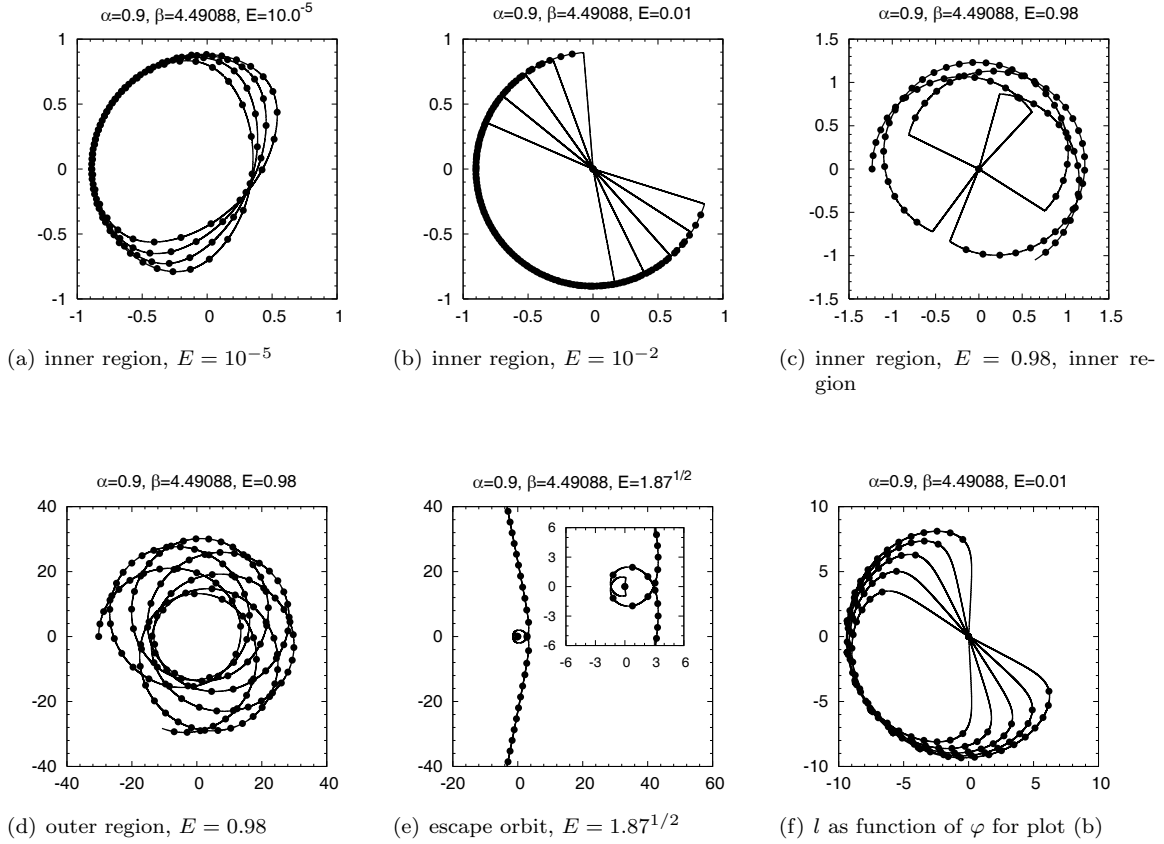 α=0.9, β=4.49088, E=10.0⁻⁵
1
0.5
0
-0.5
-1
-1 -0.5 0 0.5 1
(a) inner region, E = 10⁻⁵
α=0.9, β=4.49088, E=0.01
1
0.5
0
-0.5
-1
-1 -0.5 0 0.5 1
(b) inner region, E = 10⁻²
α=0.9, β=4.49088, E=0.98
1.5
1
0.5
0
-0.5
-1
-1.5
-1.5 -1 -0.5 0 0.5 1 1.5
(c) inner region, E = 0.98, inner re-
gion
α=0.9, β=4.49088, E=0.98
40
20
0
-20
-40
-40 -20 0 20 40
(d) outer region, E = 0.98
α=0.9, β=4.49088, E=1.87^{1/2}
40
20
0
-20
-40
-20 0 20 40 60
6
3
0
-3
-6
-6 -3 0 3 6
(e) escape orbit, E = 1.87^{1/2}
α=0.9, β=4.49088, E=0.01
10
5
0
-5
-10
-10 -5 0 5 10
(f) l as function of φ for plot (b)